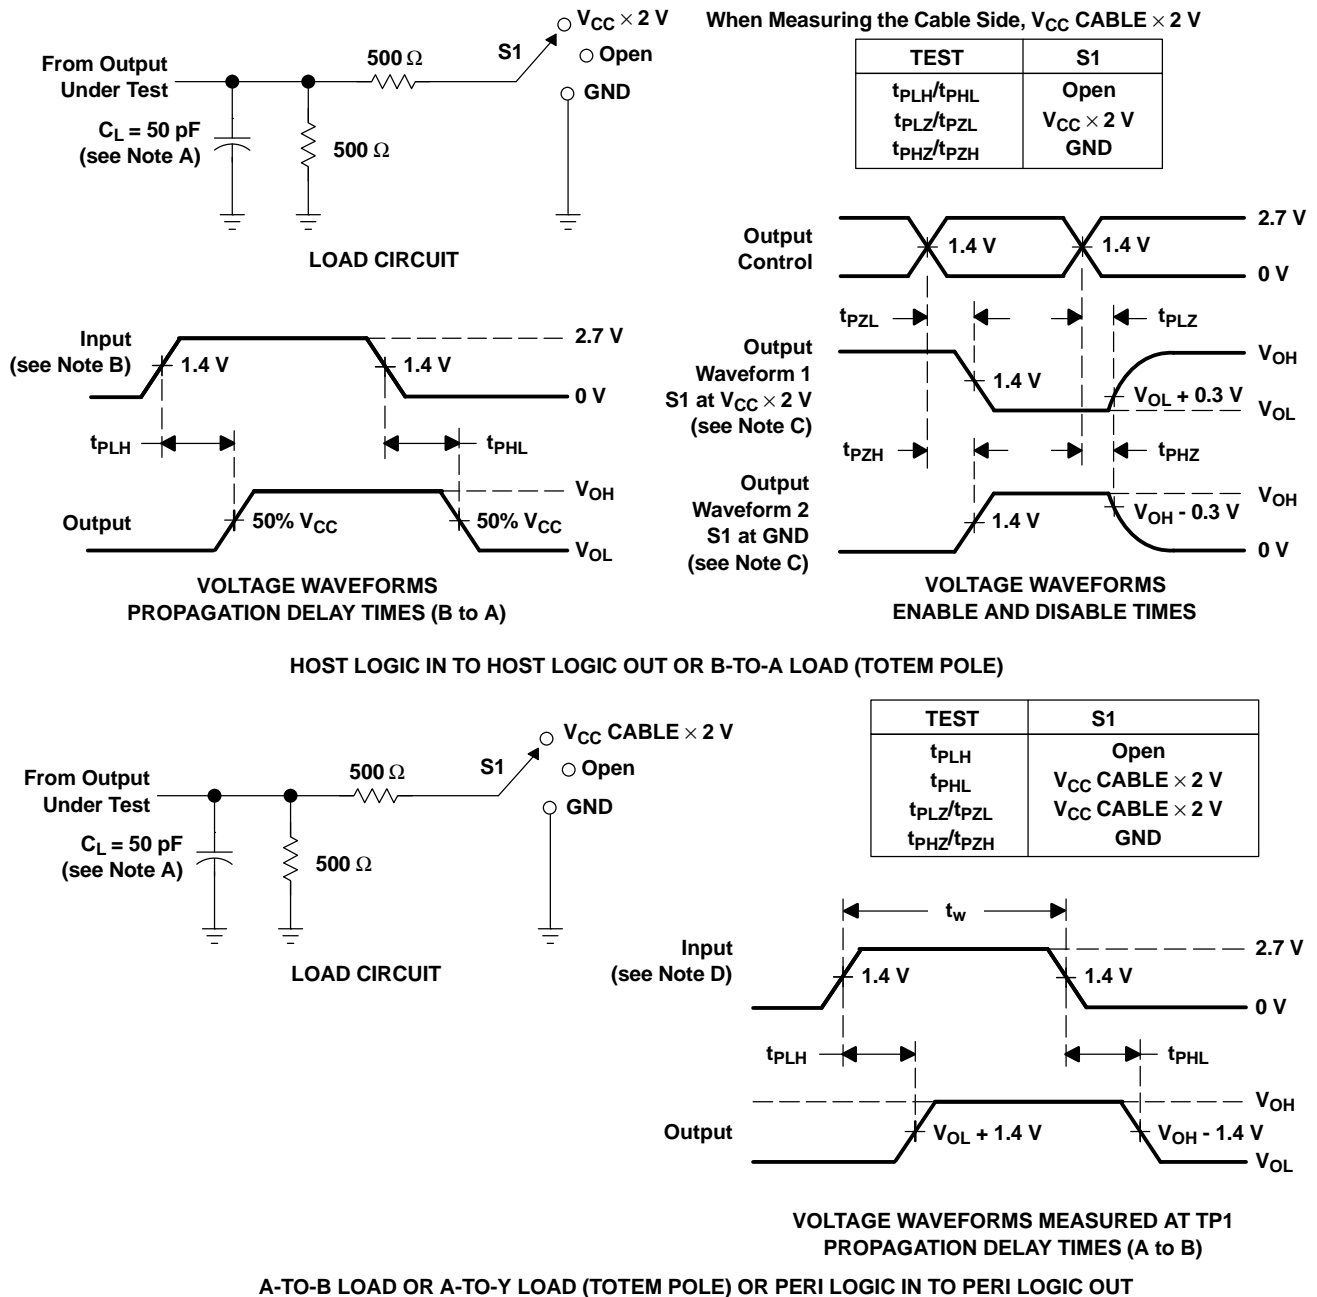 When Measuring the Cable Side, VCC CABLE × 2 V
VCC × 2 V
S1
Open
GND
500 Ω
From Output
Under Test
CL = 50 pF
(see Note A)
500 Ω
LOAD CIRCUIT
TEST S1
tPLH/tPHL Open
tPLZ/tPZL VCC × 2 V
tPHZ/tPZH GND
Input
(see Note B)
1.4 V
1.4 V
2.7 V
0 V
tPLH
tPHL
Output
50% VCC
50% VCC
VOH
VOL
VOLTAGE WAVEFORMS
PROPAGATION DELAY TIMES (B to A)
Output
Control
1.4 V
1.4 V
2.7 V
0 V
tPZL
tPLZ
Output
Waveform 1
S1 at VCC × 2 V
(see Note C)
1.4 V
VOH
VOL + 0.3 V
VOL
tPZH
tPHZ
Output
Waveform 2
S1 at GND
(see Note C)
1.4 V
VOH
VOH - 0.3 V
0 V
VOLTAGE WAVEFORMS
ENABLE AND DISABLE TIMES
HOST LOGIC IN TO HOST LOGIC OUT OR B-TO-A LOAD (TOTEM POLE)
VCC CABLE × 2 V
S1
Open
GND
500 Ω
From Output
Under Test
CL = 50 pF
(see Note A)
500 Ω
LOAD CIRCUIT
TEST S1
tPLH Open
tPHL VCC CABLE × 2 V
tPLZ/tPZL VCC CABLE × 2 V
tPHZ/tPZH GND
tw
Input
(see Note D)
1.4 V
1.4 V
2.7 V
0 V
tPLH
tPHL
Output
VOL + 1.4 V
VOH
VOH - 1.4 V
VOL
VOLTAGE WAVEFORMS MEASURED AT TP1
PROPAGATION DELAY TIMES (A to B)
A-TO-B LOAD OR A-TO-Y LOAD (TOTEM POLE) OR PERI LOGIC IN TO PERI LOGIC OUT